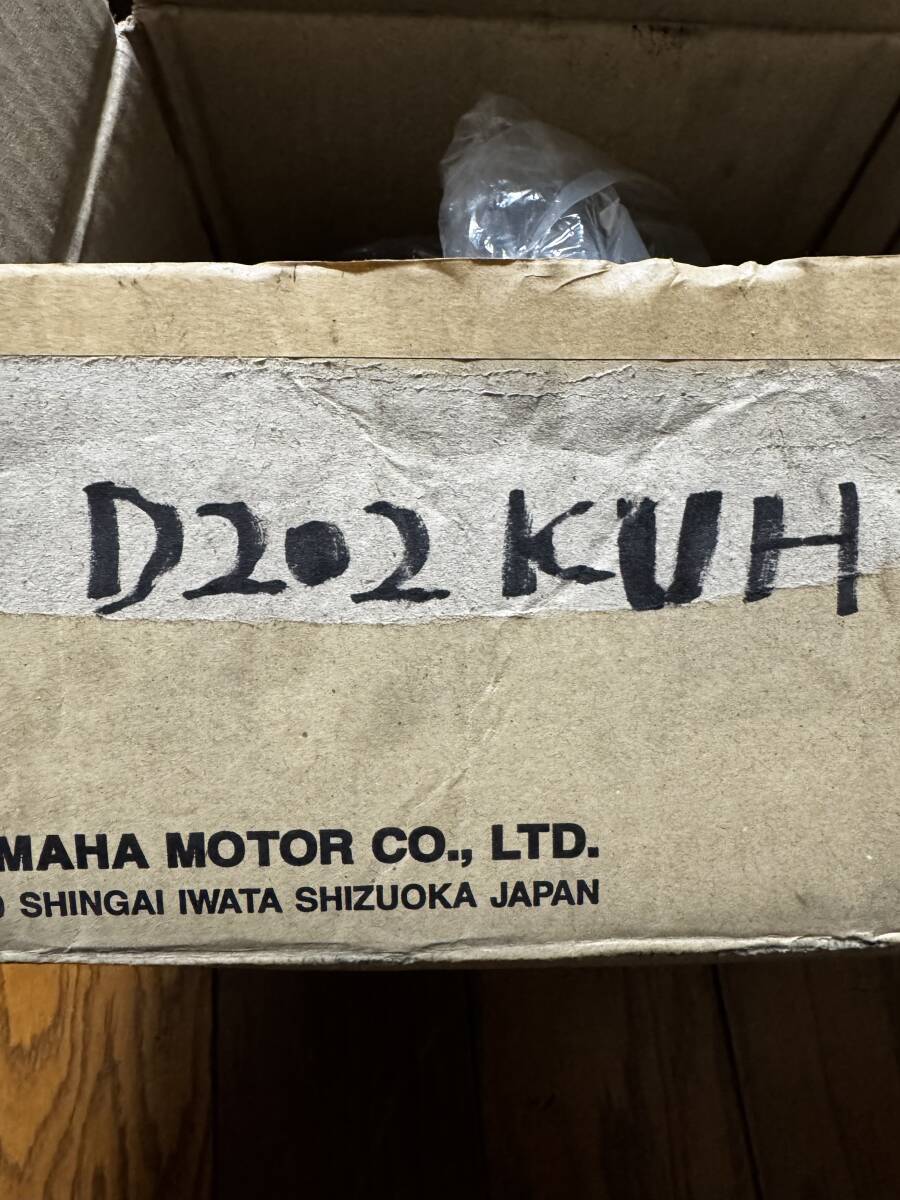 D202 KUH
MAHA MOTOR CO., LTD.
SHINGAI IWATA SHIZUOKA JAPAN